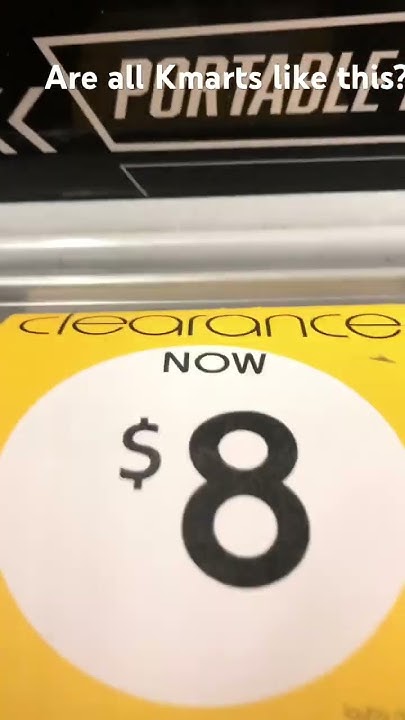 Are all Kmarts like this?
PORTABLE
clearance
NOW
$8